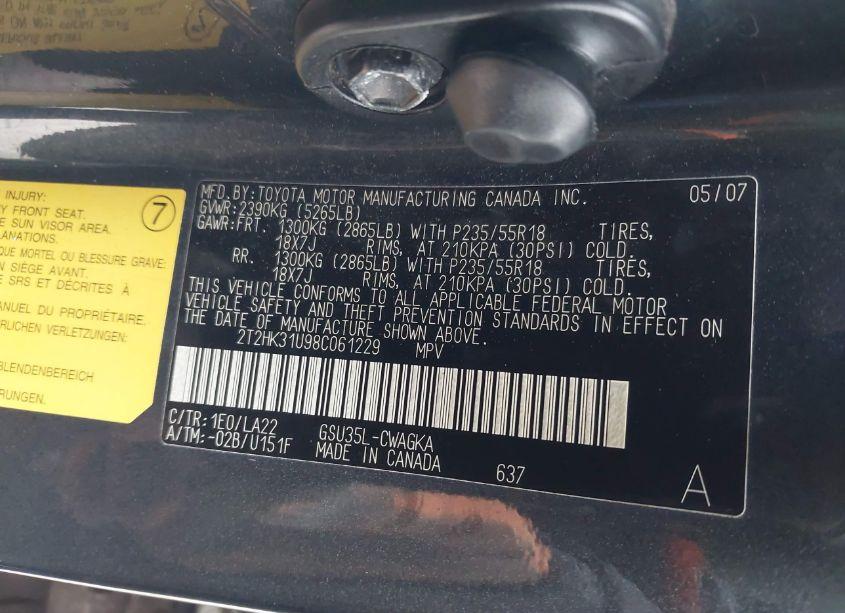 INJURY:
FRONT SEAT.
SUN VISOR AREA.
QUE MORTEL OU BLESSURE GRAVE:
SIÈGE AVANT.
SRS ET DÉCRITES À
ANUEL DU PROPRIÉTAIRE.
RLICHEN VERLETZUNGEN:
BLENDENBEREICH
7
MFD. BY: TOYOTA MOTOR MANUFACTURING CANADA INC. 05/07
GVWR:2390KG (5265LB)
GAWR:FRT. 1300KG (2865LB) WITH P235/55R18 TIRES,
18X7J RIMS, AT 210KPA (30PSI) COLD.
RR. 1300KG (2865LB) WITH P235/55R18 TIRES,
18X7J RIMS, AT 210KPA (30PSI) COLD.
THIS VEHICLE CONFORMS TO ALL APPLICABLE FEDERAL MOTOR
VEHICLE SAFETY AND THEFT PREVENTION STANDARDS IN EFFECT ON
THE DATE OF MANUFACTURE SHOWN ABOVE.
2T2HK31U98C061229 MPV
C/TR: 1E0/LA22 GSU35L-CWAGKA
A/TM:-02B/U151F MADE IN CANADA 637 A